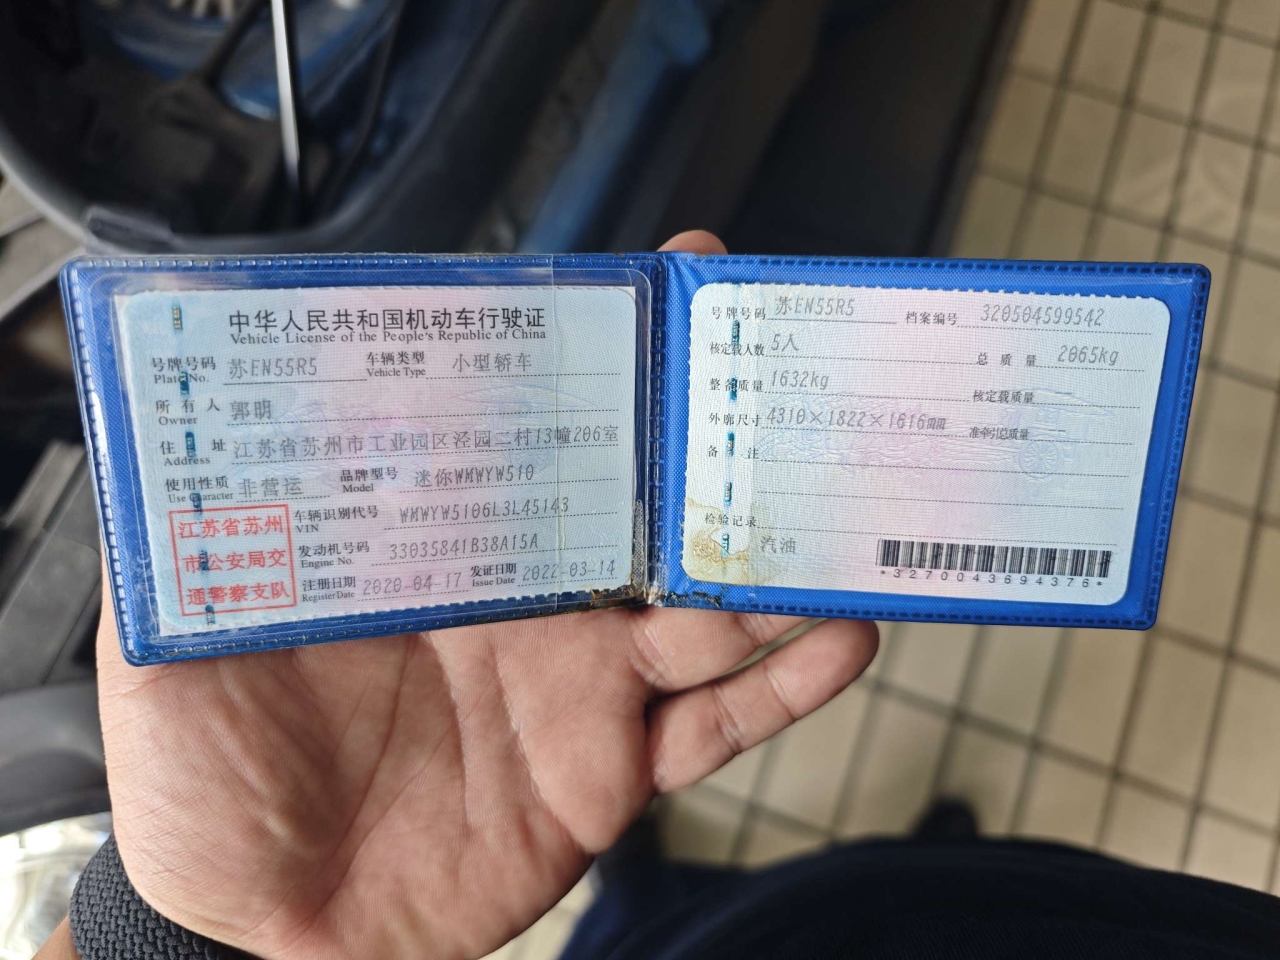 中华人民共和国机动车行驶证
Vehicle License of the People's Republic of China
号牌号码 苏EN55R5 车辆类型 小型轿车
Plate No. Vehicle Type
所有人 郭明
Owner
住址 江苏省苏州市工业园区泾园二村13幢206室
Address
使用性质 非营运 品牌型号 迷你WMWYW510
Use Character Model
江苏省苏州
市公安局交
通警察支队
车辆识别代号 WMWYW5106L3L45143
VIN
发动机号码 33035841B38A15A
Engine No.
注册日期 2020-04-17 发证日期 2022-03-14
Register Date Issue Date
号牌号码 苏EN55R5 档案编号 320504599542
核定载人数 5人 总质量 2065kg
整备质量 1632kg 核定载质量 --
外廓尺寸 4310×1822×1616mm 准牵引总质量 --
备注
检验记录
汽油
*3270043694376*